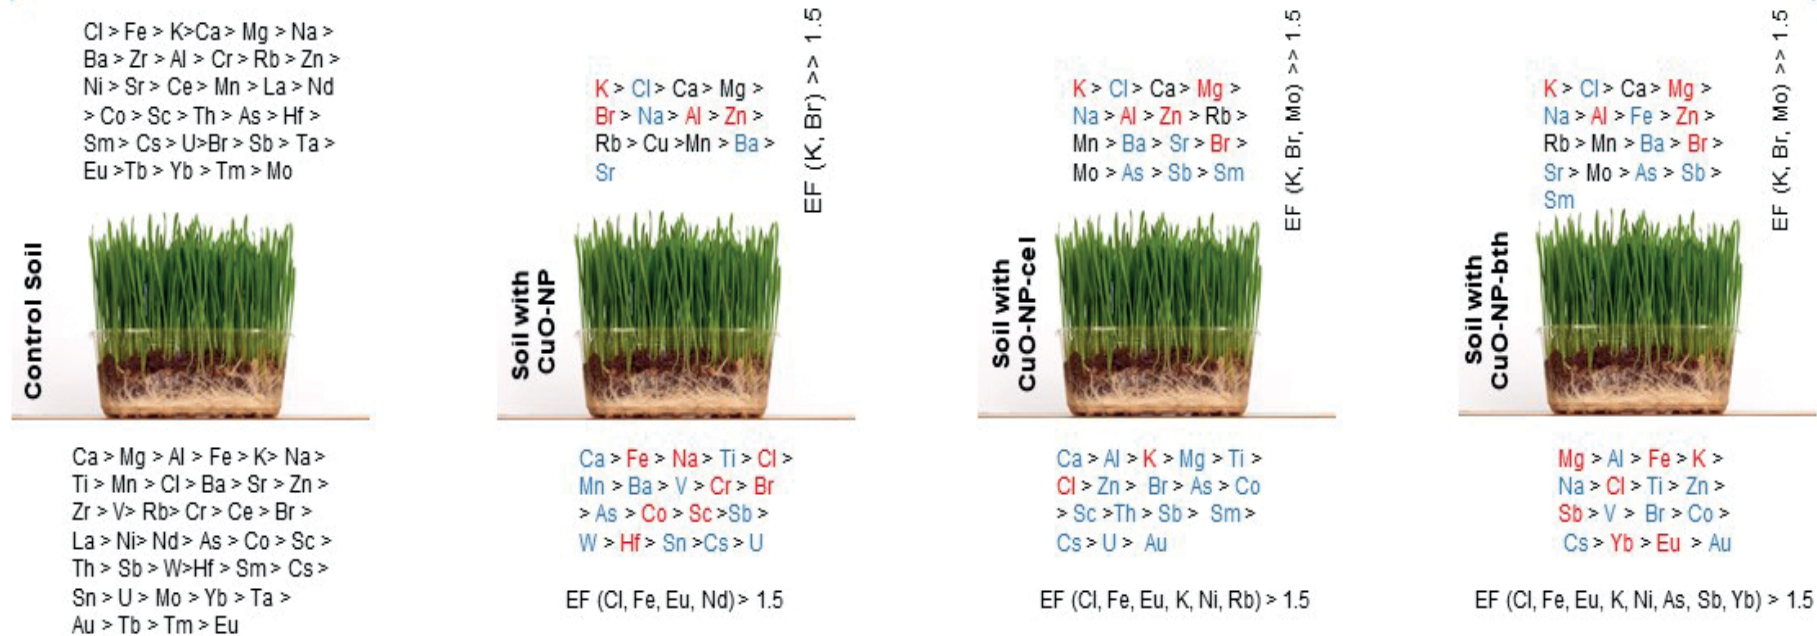 Cl > Fe > K>Ca > Mg > Na >
Ba > Zr > Al > Cr > Rb > Zn >
Ni > Sr > Ce > Mn > La > Nd
> Co > Sc > Th > As > Hf >
Sm > Cs > U>Br > Sb > Ta >
Eu >Tb > Yb > Tm > Mo
Control Soil
Ca > Mg > Al > Fe > K> Na >
Ti > Mn > Cl > Ba > Sr > Zn >
Zr > V> Rb> Cr > Ce > Br >
La > Ni> Nd> As > Co > Sc >
Th > Sb > W>Hf > Sm > Cs >
Sn > U > Mo > Yb > Ta >
Au > Tb > Tm > Eu
K > Cl > Ca > Mg >
Br > Na > Al > Zn >
Rb > Cu >Mn > Ba >
Sr
EF (K, Br) >> 1.5
Soil with
CuO-NP
Ca > Fe > Na > Ti > Cl >
Mn > Ba > V > Cr > Br
> As > Co > Sc >Sb >
W > Hf > Sn >Cs > U
EF (Cl, Fe, Eu, Nd) > 1.5
K > Cl > Ca > Mg >
Na > Al > Zn > Rb >
Mn > Ba > Sr > Br >
Mo > As > Sb > Sm
EF (K, Br, Mo) >> 1.5
Soil with
CuO-NP-cel
Ca > Al > K > Mg > Ti >
Cl > Zn > Br > As > Co
> Sc >Th > Sb > Sm >
Cs > U > Au
EF (Cl, Fe, Eu, K, Ni, Rb) > 1.5
K > Cl > Ca > Mg >
Na > Al > Fe > Zn >
Rb > Mn > Ba > Br >
Sr > Mo > As > Sb >
Sm
EF (K, Br, Mo) >> 1.5
Soil with
CuO-NP-bth
Mg > Al > Fe > K >
Na > Cl > Ti > Zn >
Sb > V > Br > Co >
Cs > Yb > Eu > Au
EF (Cl, Fe, Eu, K, Ni, As, Sb, Yb) > 1.5